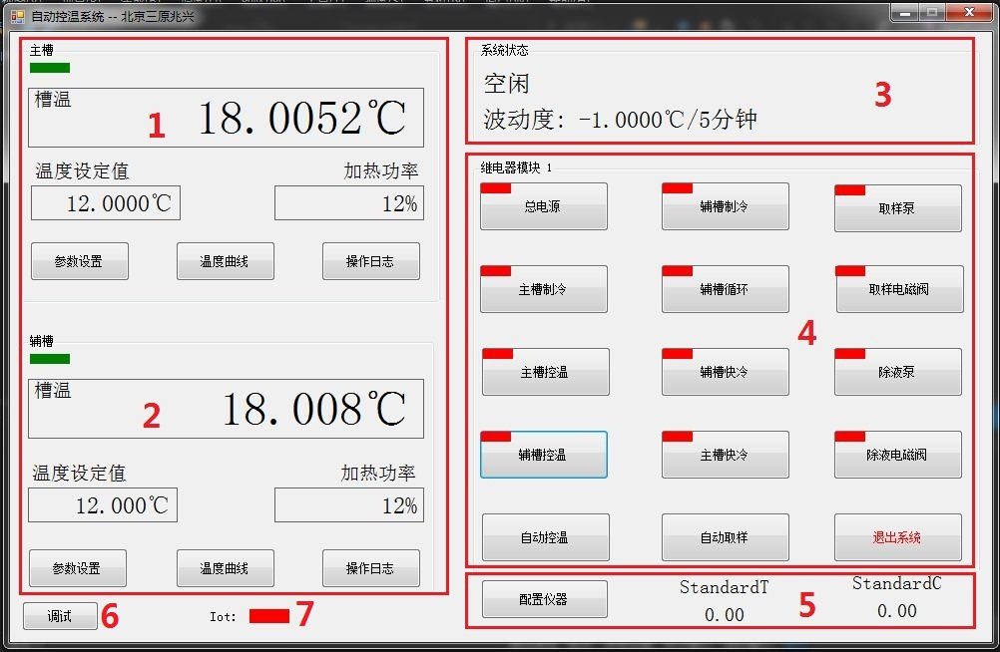 自动控温系统 -- 北京三原兆兴
主槽
槽温
1
18.0052℃
温度设定值
加热功率
12.0000℃
12%
参数设置
温度曲线
操作日志
辅槽
槽温
2
18.008℃
温度设定值
加热功率
12.000℃
12%
参数设置
温度曲线
操作日志
调试
6
Iot:
7
系统状态
空闲
波动度: -1.0000℃/5分钟
3
继电器模块 1
总电源
辅槽制冷
取样泵
主槽制冷
辅槽循环
取样电磁阀
4
主槽控温
辅槽快冷
除液泵
辅槽控温
主槽快冷
除液电磁阀
自动控温
自动取样
退出系统
配置仪器
StandardT
0.00
5
StandardC
0.00